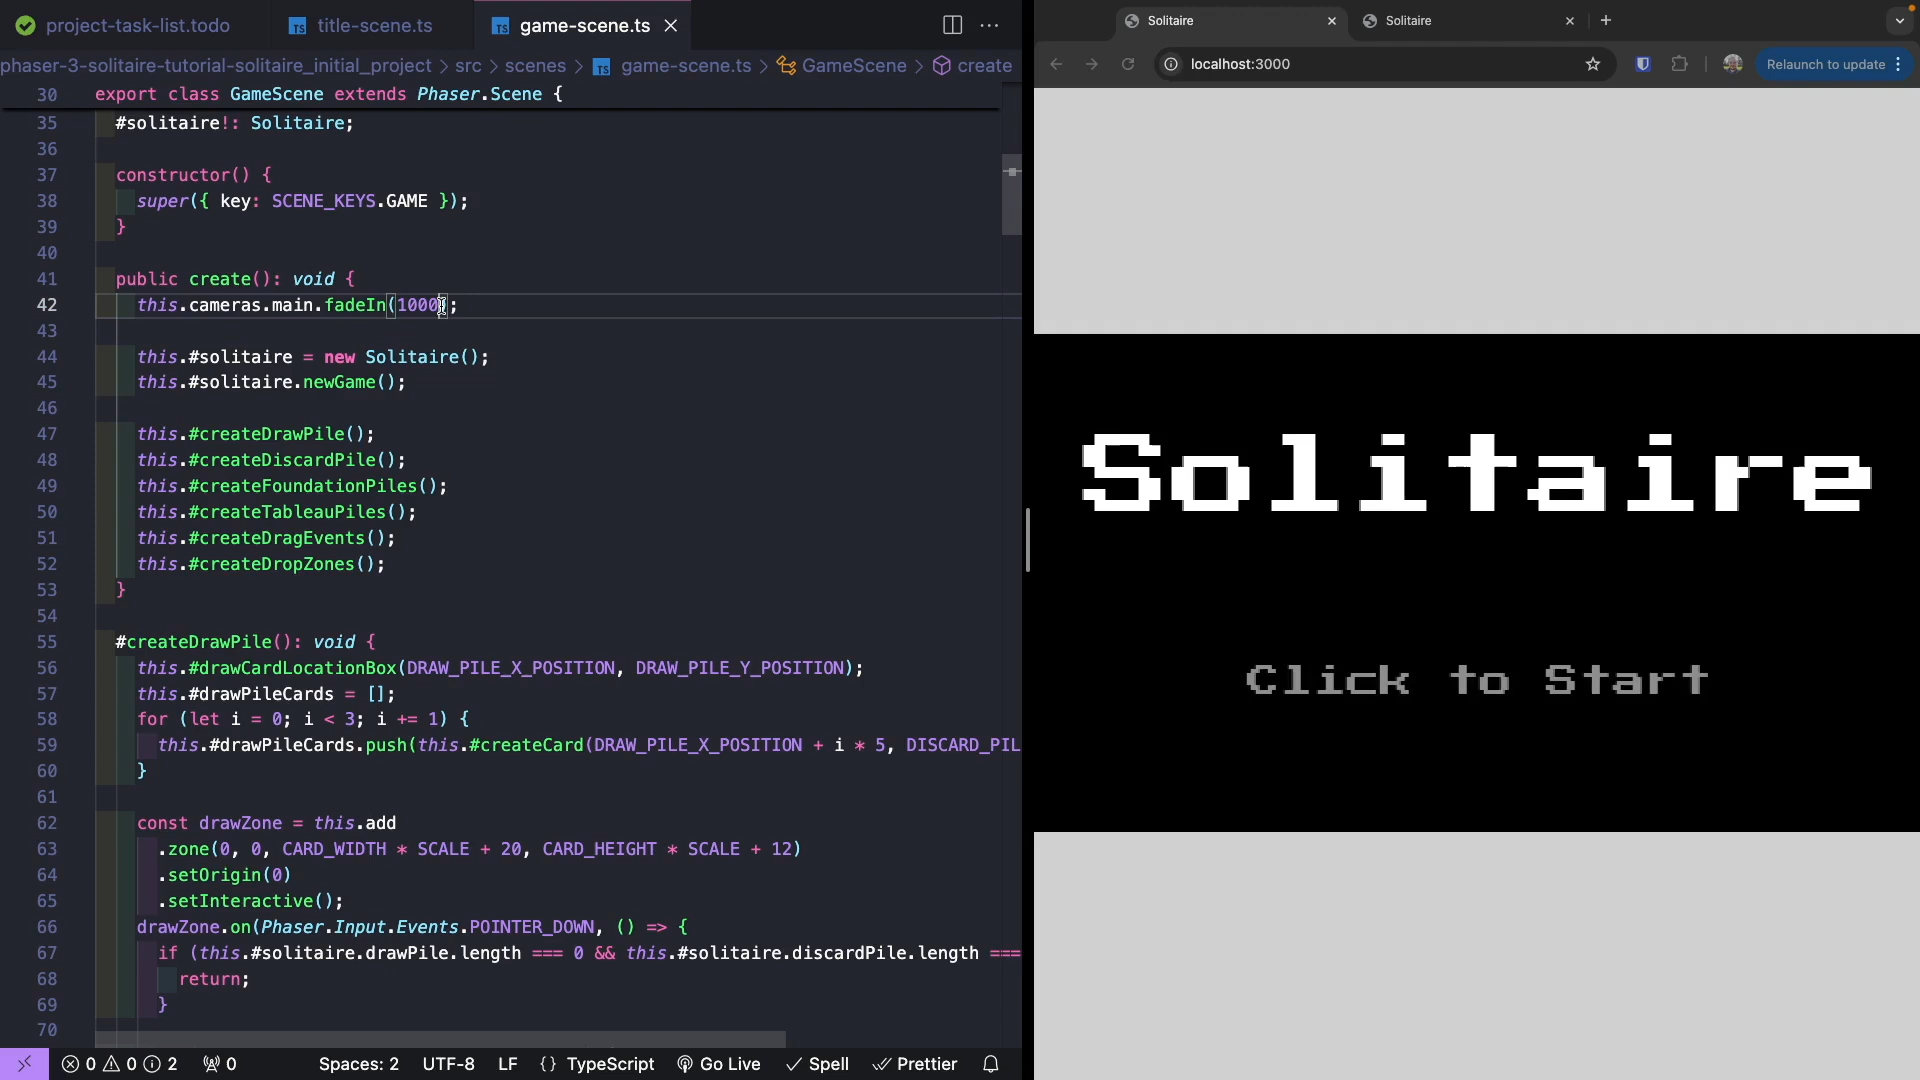 project-task-list.todo
TS title-scene.ts
TS game-scene.ts
phaser-3-solitaire-tutorial-solitaire_initial_project > src > scenes > TS game-scene.ts > GameScene > create
30 export class GameScene extends Phaser.Scene {
35 #solitaire!: Solitaire;
36
37 constructor() {
38 super({ key: SCENE_KEYS.GAME });
39 }
40
41 public create(): void {
42 this.cameras.main.fadeIn(1000);
43
44 this.#solitaire = new Solitaire();
45 this.#solitaire.newGame();
46
47 this.#createDrawPile();
48 this.#createDiscardPile();
49 this.#createFoundationPiles();
50 this.#createTableauPiles();
51 this.#createDragEvents();
52 this.#createDropZones();
53 }
54
55 #createDrawPile(): void {
56 this.#drawCardLocationBox(DRAW_PILE_X_POSITION, DRAW_PILE_Y_POSITION);
57 this.#drawPileCards = [];
58 for (let i = 0; i < 3; i += 1) {
59 this.#drawPileCards.push(this.#createCard(DRAW_PILE_X_POSITION + i * 5, DISCARD_PIL
60 }
61
62 const drawZone = this.add
63 .zone(0, 0, CARD_WIDTH * SCALE + 20, CARD_HEIGHT * SCALE + 12)
64 .setOrigin(0)
65 .setInteractive();
66 drawZone.on(Phaser.Input.Events.POINTER_DOWN, () => {
67 if (this.#solitaire.drawPile.length === 0 && this.#solitaire.discardPile.length ===
68 return;
69 }
70
0 0 2 0 Spaces: 2 UTF-8 LF {} TypeScript Go Live Spell Prettier
Solitaire
Solitaire
localhost:3000
Relaunch to update
Solitaire
Click to Start